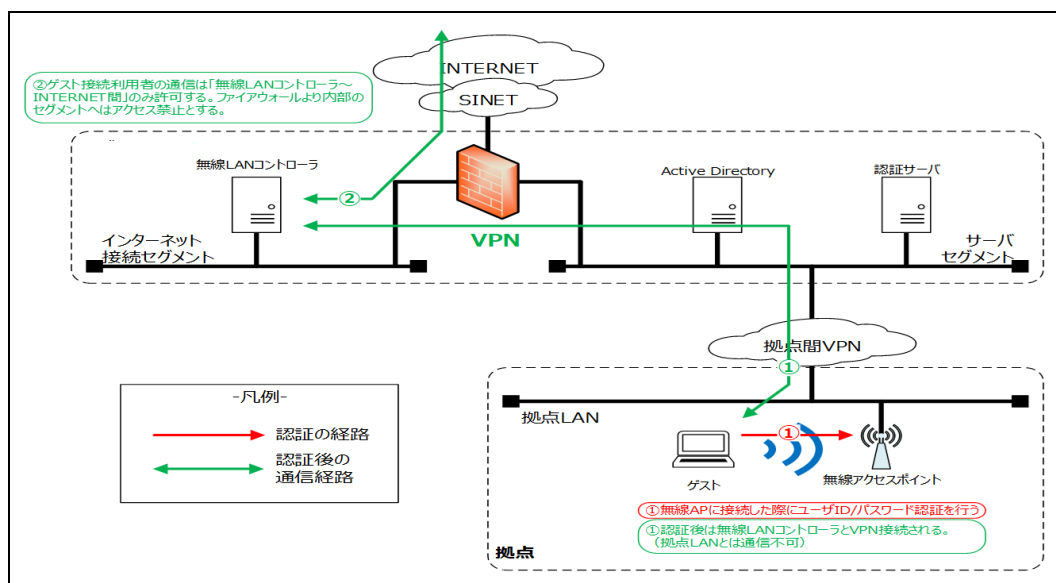 INTERNET
SINET
②ゲスト接続利用者の通信は「無線LANコントローラ～
INTERNET間」のみ許可する。ファイアウォールより内部の
セグメントへはアクセス禁止とする。
無線LANコントローラ
Active Directory
認証サーバ
②
VPN
インターネット
接続セグメント
サーバ
セグメント
拠点間VPN
①
拠点LAN
①
ゲスト
無線アクセスポイント
①無線APに接続した際にユーザID/パスワード認証を行う
①認証後は無線LANコントローラとVPN接続される。
（拠点LANとは通信不可）
拠点
-凡例-
認証の経路
認証後の
通信経路